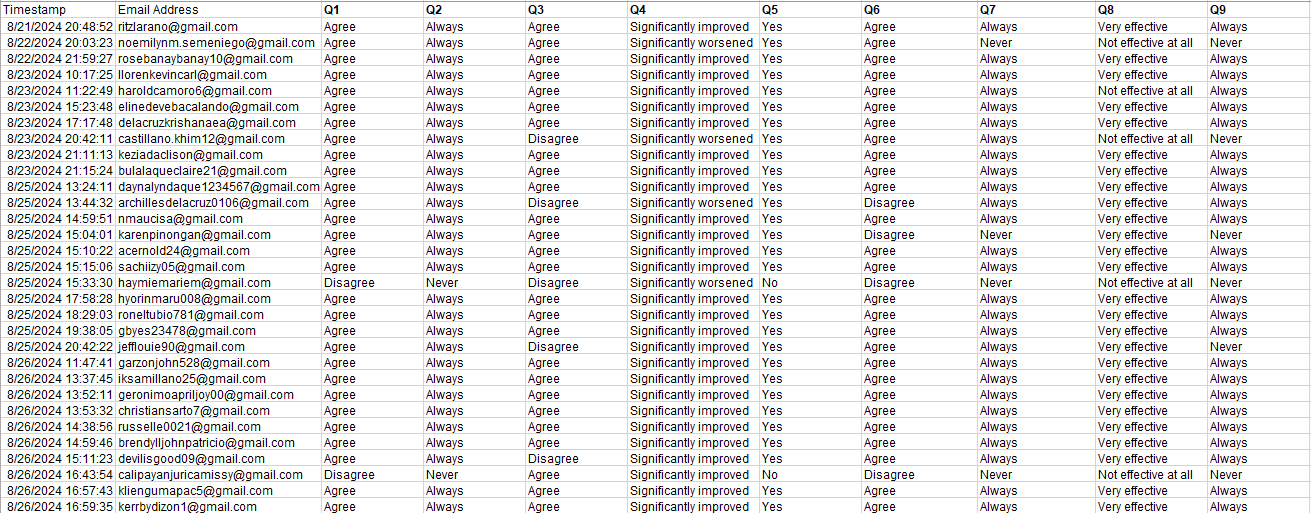 Timestamp Email Address Q1 Q2 Q3 Q4 Q5 Q6 Q7 Q8 Q9
8/21/2024 20:48:52 ritzlarano@gmail.com Agree Always Agree Significantly improved Yes Agree Always Very effective Always
8/22/2024 20:03:23 noemilynm.semeniego@gmail.com Agree Always Agree Significantly worsened Yes Agree Never Not effective at all Never
8/22/2024 21:59:27 rosebanaybanay10@gmail.com Agree Always Agree Significantly improved Yes Agree Always Very effective Always
8/23/2024 10:17:25 llorenkevincarl@gmail.com Agree Always Agree Significantly improved Yes Agree Always Very effective Always
8/23/2024 11:22:49 haroldcamoro6@gmail.com Agree Always Agree Significantly improved Yes Agree Always Not effective at all Always
8/23/2024 15:23:48 elinedevebacalando@gmail.com Agree Always Agree Significantly improved Yes Agree Always Very effective Always
8/23/2024 17:17:48 delacruzkrishanaea@gmail.com Agree Always Agree Significantly improved Yes Agree Always Very effective Always
8/23/2024 20:42:11 castillano.khim12@gmail.com Agree Always Disagree Significantly worsened Yes Agree Always Not effective at all Never
8/23/2024 21:11:13 keziadaclison@gmail.com Agree Always Agree Significantly improved Yes Agree Always Very effective Always
8/23/2024 21:15:24 bulalaqueclaire21@gmail.com Agree Always Agree Significantly improved Yes Agree Always Very effective Always
8/25/2024 13:24:11 daynalyndaque1234567@gmail.com Agree Always Agree Significantly improved Yes Agree Always Very effective Always
8/25/2024 13:44:32 archillesdelacruz0106@gmail.com Agree Always Disagree Significantly worsened Yes Disagree Always Very effective Always
8/25/2024 14:59:51 nmaucisa@gmail.com Agree Always Agree Significantly improved Yes Agree Always Very effective Always
8/25/2024 15:04:01 karenpinongan@gmail.com Agree Always Agree Significantly improved Yes Disagree Never Very effective Never
8/25/2024 15:10:22 acernold24@gmail.com Agree Always Agree Significantly improved Yes Agree Always Very effective Always
8/25/2024 15:15:06 sachiizy05@gmail.com Agree Always Agree Significantly improved Yes Agree Always Very effective Always
8/25/2024 15:33:30 haymiemariem@gmail.com Disagree Never Disagree Significantly worsened No Disagree Never Not effective at all Never
8/25/2024 17:58:28 hyorinmaru008@gmail.com Agree Always Agree Significantly improved Yes Agree Always Very effective Always
8/25/2024 18:29:03 roneltubio781@gmail.com Agree Always Agree Significantly improved Yes Agree Always Very effective Always
8/25/2024 19:38:05 gbyes23478@gmail.com Agree Always Agree Significantly improved Yes Agree Always Very effective Always
8/25/2024 20:42:22 jefflouie90@gmail.com Agree Always Disagree Significantly improved Yes Agree Always Very effective Never
8/26/2024 11:47:41 garzonjohn528@gmail.com Agree Always Agree Significantly improved Yes Agree Always Very effective Always
8/26/2024 13:37:45 iksamillano25@gmail.com Agree Always Agree Significantly improved Yes Agree Always Very effective Always
8/26/2024 13:52:11 geronimoapriljoy00@gmail.com Agree Always Agree Significantly improved Yes Agree Always Very effective Always
8/26/2024 13:53:32 christiansarto7@gmail.com Agree Always Agree Significantly improved Yes Agree Always Very effective Always
8/26/2024 14:38:56 russelle0021@gmail.com Agree Always Agree Significantly improved Yes Agree Always Very effective Always
8/26/2024 14:59:46 brendylljohnpatricio@gmail.com Agree Always Agree Significantly improved Yes Agree Always Very effective Always
8/26/2024 15:11:23 devilisgood09@gmail.com Agree Always Disagree Significantly improved Yes Agree Always Very effective Always
8/26/2024 16:43:54 calipayanjuricamissy@gmail.com Disagree Never Agree Significantly improved No Disagree Never Not effective at all Never
8/26/2024 16:57:43 kliengumapac5@gmail.com Agree Always Agree Significantly improved Yes Agree Always Very effective Always
8/26/2024 16:59:35 kerrbydizon1@gmail.com Agree Always Agree Significantly improved Yes Agree Always Very effective Always